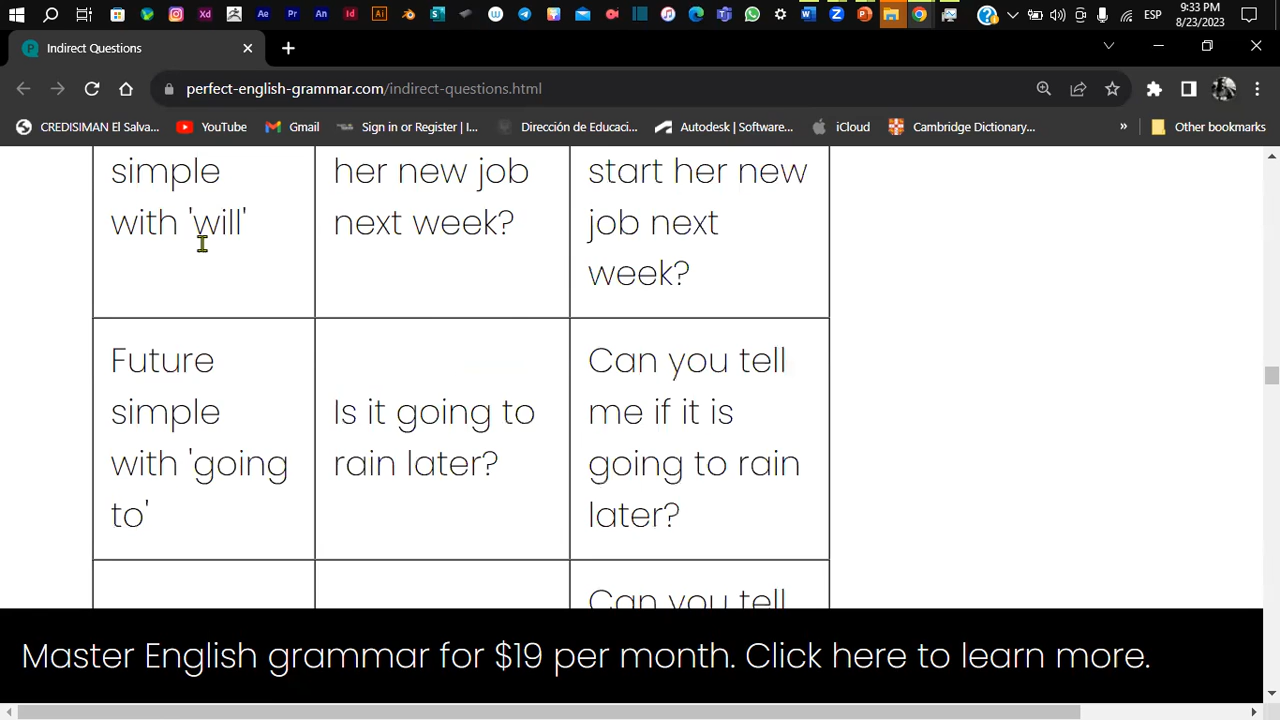 9:33 PM
ESP
8/23/2023
Indirect Questions
perfect-english-grammar.com/indirect-questions.html
CREDISIMAN El Salva...
YouTube
Gmail
Sign in or Register | I...
Dirección de Educaci...
Autodesk | Software...
iCloud
Cambridge Dictionary...
»
Other bookmarks
simple
with 'will'
her new job
next week?
start her new
job next
week?
Future
simple
with 'going
to'
Is it going to
rain later?
Can you tell
me if it is
going to rain
later?
Can you tell
Master English grammar for $19 per month. Click here to learn more.